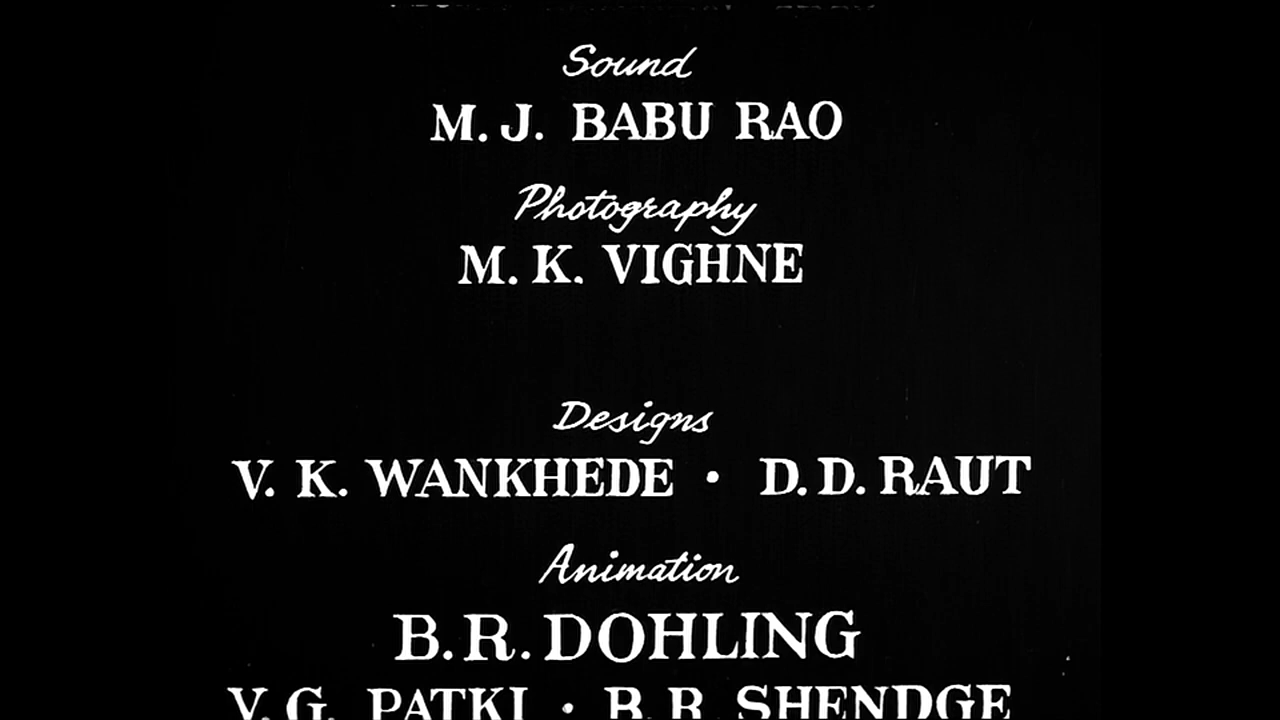 Sound
M. J. BABU RAO
Photography
M. K. VIGHNE
Designs
V. K. WANKHEDE • D. D. RAUT
Animation
B. R. DOHLING
V. G. PATKI • B. R. SHENDGE